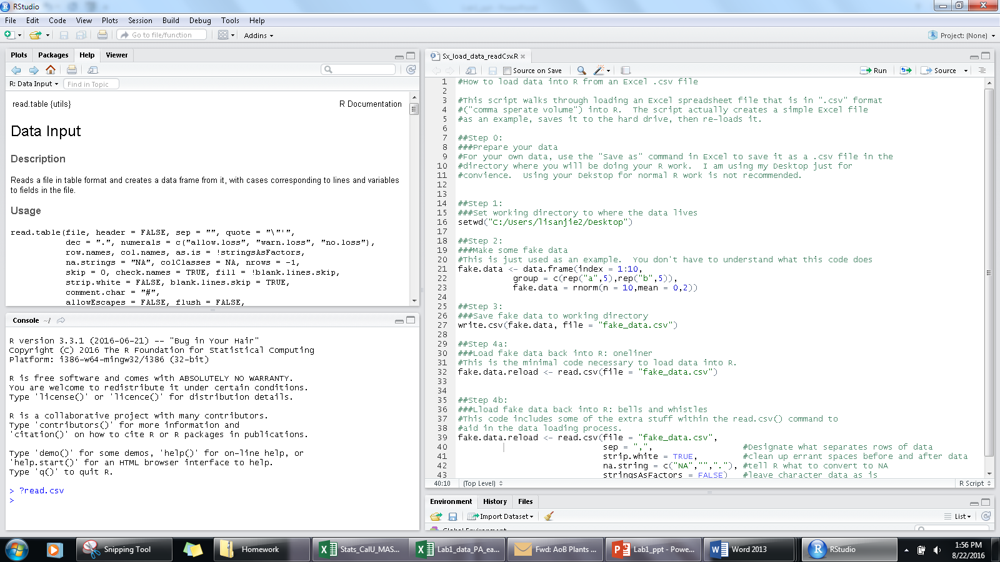 RStudio
File Edit Code View Plots Session Build Debug Tools Help
Go to file/function Addins Project: (None)
Plots Packages Help Viewer
R: Data Input Find in Topic
read.table {utils} R Documentation
Data Input
Description
Reads a file in table format and creates a data frame from it, with cases corresponding to lines and variables
to fields in the file.
Usage
read.table(file, header = FALSE, sep = "", quote = "\"'",
dec = ".", numerals = c("allow.loss", "warn.loss", "no.loss"),
row.names, col.names, as.is = !stringsAsFactors,
na.strings = "NA", colClasses = NA, nrows = -1,
skip = 0, check.names = TRUE, fill = !blank.lines.skip,
strip.white = FALSE, blank.lines.skip = TRUE,
comment.char = "#",
allowEscapes = FALSE, flush = FALSE,
Console ~/
R version 3.3.1 (2016-06-21) -- "Bug in Your Hair"
Copyright (C) 2016 The R Foundation for Statistical Computing
Platform: i386-w64-mingw32/i386 (32-bit)
R is free software and comes with ABSOLUTELY NO WARRANTY.
You are welcome to redistribute it under certain conditions.
Type 'license()' or 'licence()' for distribution details.
R is a collaborative project with many contributors.
Type 'contributors()' for more information and
'citation()' on how to cite R or R packages in publications.
Type 'demo()' for some demos, 'help()' for on-line help, or
'help.start()' for an HTML browser interface to help.
Type 'q()' to quit R.
> ?read.csv
>
Sx_load_data_readCsv.R
Source on Save Run Source
1 #How to load data into R from an Excel .csv file
2
3 #This script walks through loading an Excel spreadsheet file that is in ".csv" format
4 #("comma sperate volume") into R. The script actually creates a simple Excel file
5 #as an example, saves it to the hard drive, then re-loads it.
6
7 ##Step 0:
8 ###Prepare your data
9 #For your own data, use the "Save as" command in Excel to save it as a .csv file in the
10 #directory where you will be doing your R work. I am using my Desktop just for
11 #convience. Using your Dekstop for normal R work is not recommended.
12
13
14 ##Step 1:
15 ###Set working directory to where the data lives
16 setwd("C:/Users/lisanjie2/Desktop")
17
18 ##Step 2:
19 ###Make some fake data
20 #This is just used as an example. You don't have to understand what this code does
21 fake.data <- data.frame(index = 1:10,
22 group = c(rep("a",5),rep("b",5)),
23 fake.data = rnorm(n = 10,mean = 0,2))
24
25 ##Step 3:
26 ###Save fake data to working directory
27 write.csv(fake.data, file = "fake_data.csv")
28
29 ##Step 4a:
30 ###Load fake data back into R: oneliner
31 #This is the minimal code necessary to load data into R.
32 fake.data.reload <- read.csv(file = "fake_data.csv")
33
34
35 ##Step 4b:
36 ###Lload fake data back into R: bells and whistles
37 #This code includes some of the extra stuff within the read.csv() command to
38 #aid in the data loading process.
39 fake.data.reload <- read.csv(file = "fake_data.csv",
40 sep = ",", #Designate what separates rows of data
41 strip.white = TRUE, #clean up errant spaces before and after data
42 na.string = c("NA","","."), #tell R what to convert to NA
43 stringsAsFactors = FALSE) #leave character data as is
40:10 (Top Level) R Script
Environment History Files
Import Dataset List
Global Environment
Snipping Tool Homework Stats_CalU_MAS... Lab1_data_PA_ea... Fwd: AoB Plants ... Lab1_ppt - Powe... Word 2013 RStudio
1:56 PM
8/22/2016